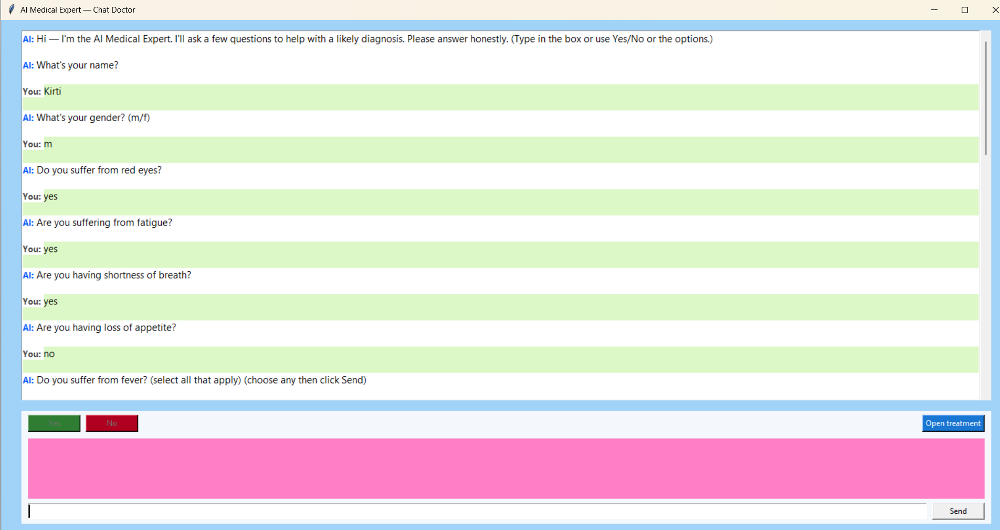 AI Medical Expert — Chat Doctor
AI: Hi — I'm the AI Medical Expert. I'll ask a few questions to help with a likely diagnosis. Please answer honestly. (Type in the box or use Yes/No or the options.)
AI: What's your name?
You: Kirti
AI: What's your gender? (m/f)
You: m
AI: Do you suffer from red eyes?
You: yes
AI: Are you suffering from fatigue?
You: yes
AI: Are you having shortness of breath?
You: yes
AI: Are you having loss of appetite?
You: no
AI: Do you suffer from fever? (select all that apply) (choose any then click Send)
Yes No Open treatment
Send